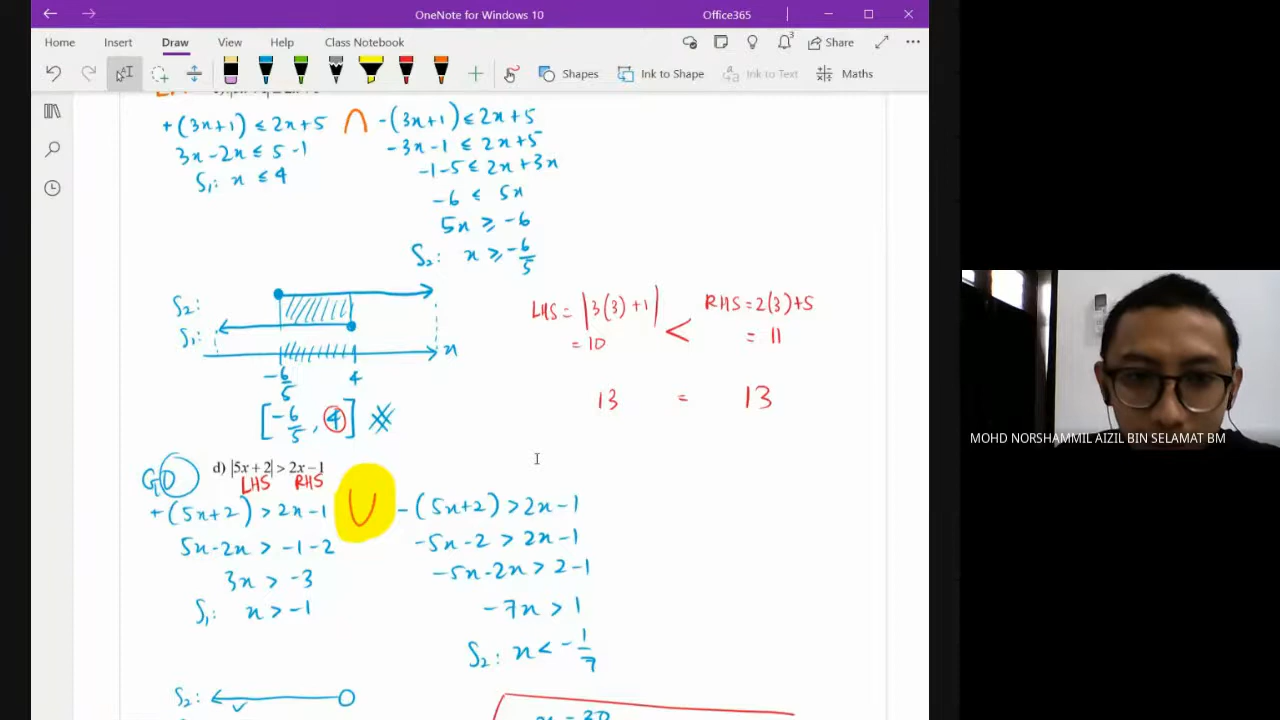 OneNote for Windows 10
Office365
Home Insert Draw View Help Class Notebook
3
Share
Shapes Ink to Shape Ink to Text Maths
+(3x+1) ≤ 2x+5 ∩ -(3x+1) ≤ 2x+5
3x-2x ≤ 5-1 -3x-1 ≤ 2x+5
S₁: x ≤ 4 -1-5 ≤ 2x+3x
-6 ≤ 5x
5x ≥ -6
S₂: x ≥ -6/5
S₂:
S₁:
x
-6/5 4
[-6/5, 4]
LHS = |3(3)+1| < RHS = 2(3)+5
= 10 = 11
13 = 13
d) |5x + 2| > 2x – 1
LHS RHS
+(5x+2) > 2x-1 ∪ -(5x+2) > 2x-1
5x-2x > -1-2 -5x-2 > 2x-1
3x > -3 -5x-2x > 2-1
S₁: x > -1 -7x > 1
S₂: x < -1/7
S₂:
MOHD NORSHAMMIL AIZIL BIN SELAMAT BM